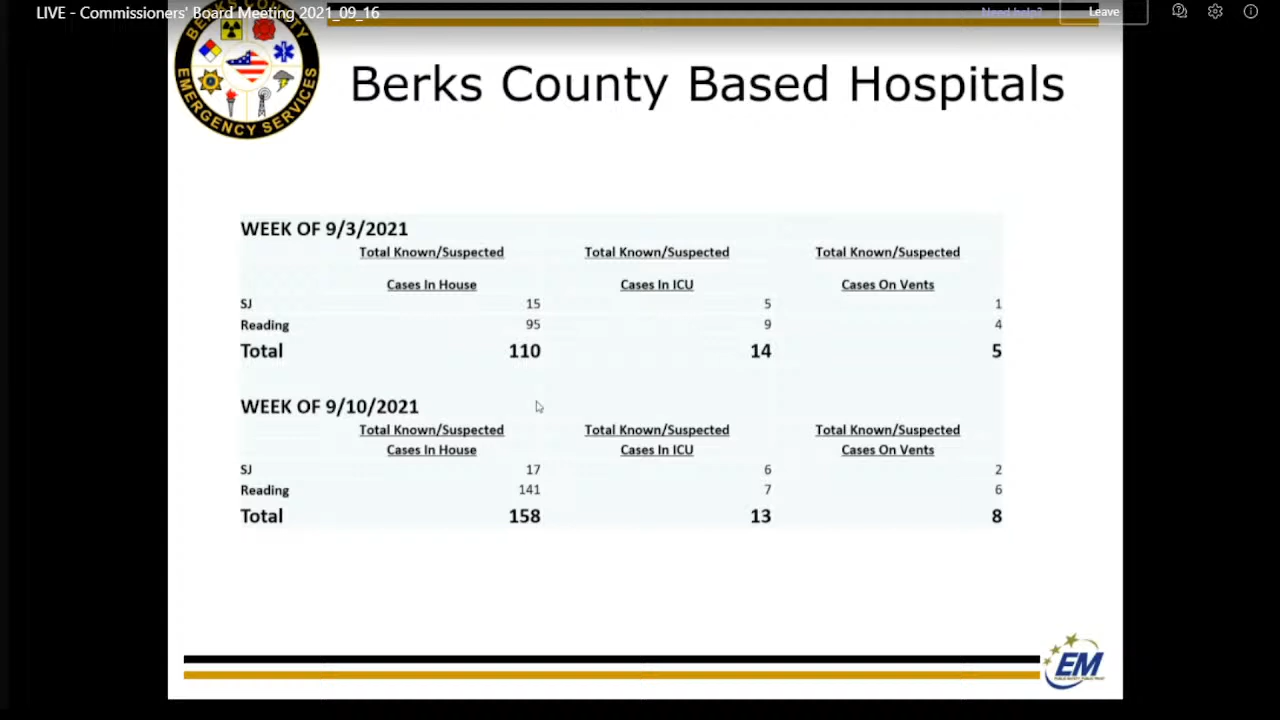 LIVE - Commissioners' Board Meeting 2021_09_16
Need help?
Leave
BERKS COUNTY
EMERGENCY SERVICES
Berks County Based Hospitals
WEEK OF 9/3/2021
Total Known/Suspected Total Known/Suspected Total Known/Suspected
Cases In House Cases In ICU Cases On Vents
SJ 15 5 1
Reading 95 9 4
Total 110 14 5
WEEK OF 9/10/2021
Total Known/Suspected Total Known/Suspected Total Known/Suspected
Cases In House Cases In ICU Cases On Vents
SJ 17 6 2
Reading 141 7 6
Total 158 13 8
EM